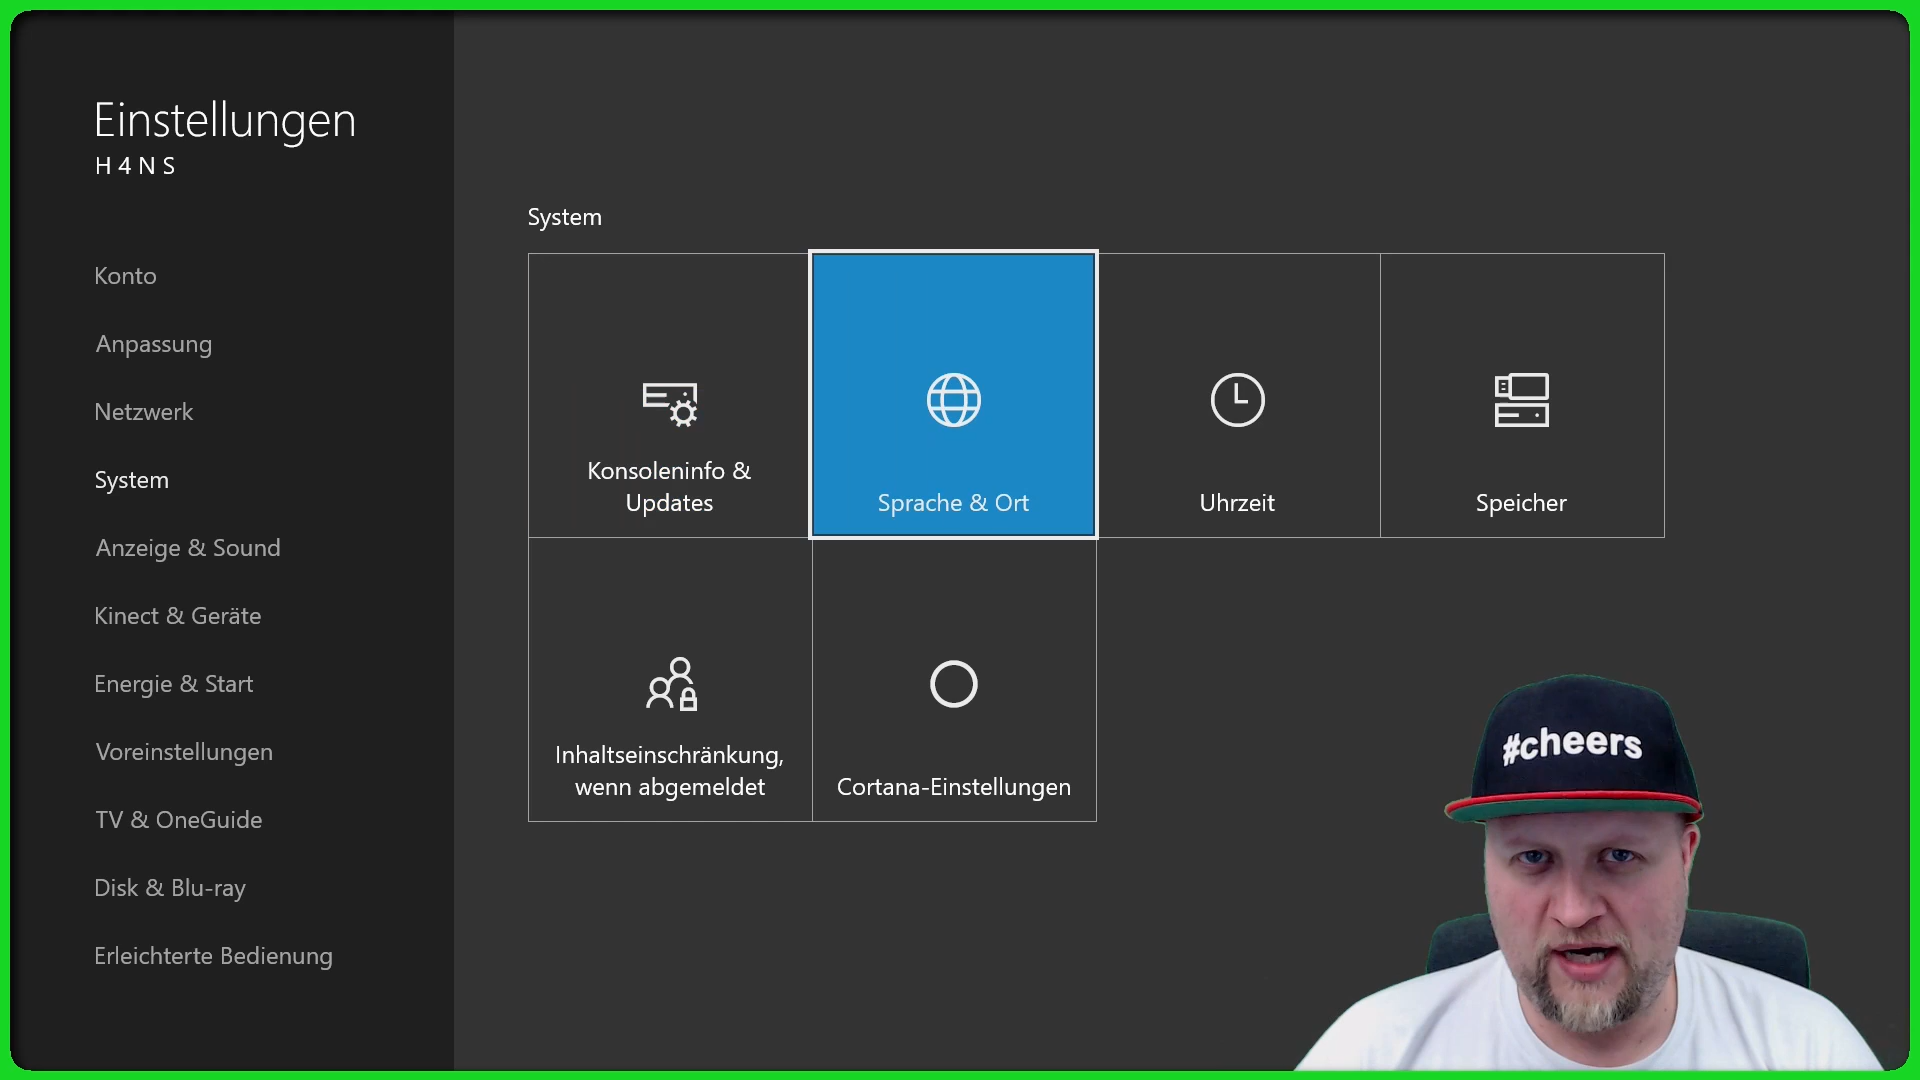 Einstellungen
H4NS
Konto
Anpassung
Netzwerk
System
Anzeige & Sound
Kinect & Geräte
Energie & Start
Voreinstellungen
TV & OneGuide
Disk & Blu-ray
Erleichterte Bedienung
System
Konsoleninfo &
Updates
Sprache & Ort
Uhrzeit
Speicher
Inhaltseinschränkung,
wenn abgemeldet
Cortana-Einstellungen
#cheers